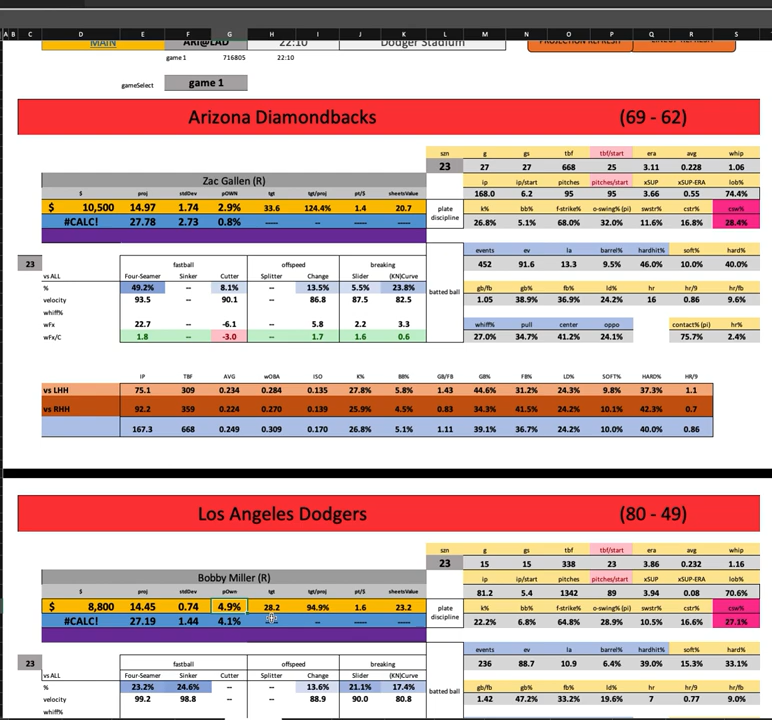 A B C D E F G H I J K L M N O P Q R S
MAIN ARI@LAD 22:10 Dodger Stadium PROJECTION REFRESH
game 1 716805 22:10
gameSelect game 1
Arizona Diamondbacks (69 - 62)
szn g gs tbf tbf/start era avg whip
23 27 27 668 25 3.11 0.228 1.06
Zac Gallen (R) ip ip/start pitches pitches/start xSUP xSUP-ERA lob%
$ proj stdDev pOWN tgt tgt/proj pt/$ sheetsValue
$ 10,500 14.97 1.74 2.9% 33.6 124.4% 1.4 20.7 168.0 6.2 95 95 3.66 0.55 74.4%
plate discipline k% bb% f-strike% o-swing% (pi) swstr% cstr% csw%
#CALC! 27.78 2.73 0.8% ----- ----- -- ----- 26.8% 5.1% 68.0% 32.0% 11.6% 16.8% 28.4%
events ev la barrel% hardhit% soft% hard%
23 fastball offspeed breaking 452 91.6 13.3 9.5% 46.0% 10.0% 40.0%
vs ALL Four-Seamer Sinker Cutter Splitter Change Slider (KN)Curve
% 49.2% -- 8.1% -- 13.5% 5.5% 23.8%
batted ball gb/fb gb% fb% ld% hr hr/9 hr/fb
velocity 93.5 -- 90.1 -- 86.8 87.5 82.5 1.05 38.9% 36.9% 24.2% 16 0.86 9.6%
whiff%
wFx 22.7 -- -6.1 -- 5.8 2.2 3.3 whiff% pull center oppo contact% (pi) hr%
wFx/C 1.8 -- -3.0 -- 1.7 1.6 0.6 27.0% 34.7% 41.2% 24.1% 75.7% 2.4%
IP TBF AVG wOBA ISO K% BB% GB/FB GB% FB% LD% SOFT% HARD% HR/9
vs LHH 75.1 309 0.234 0.284 0.135 27.8% 5.8% 1.43 44.6% 31.2% 24.3% 9.8% 37.3% 1.1
vs RHH 92.2 359 0.224 0.270 0.139 25.9% 4.5% 0.83 34.3% 41.5% 24.2% 10.1% 42.3% 0.7
167.3 668 0.249 0.309 0.170 26.8% 5.1% 1.11 39.1% 36.7% 24.2% 10.0% 40.0% 0.86
Los Angeles Dodgers (80 - 49)
szn g gs tbf tbf/start era avg whip
23 15 15 338 23 3.86 0.232 1.16
Bobby Miller (R) ip ip/start pitches pitches/start xSUP xSUP-ERA lob%
$ proj stdDev pOwn tgt tgt/proj pt/$ sheetsValue
$ 8,800 14.45 0.74 4.9% 28.2 94.9% 1.6 23.2 81.2 5.4 1342 89 3.94 0.08 70.6%
plate discipline k% bb% f-strike% o-swing% (pi) swstr% cstr% csw%
#CALC! 27.19 1.44 4.1% -- -- ----- 22.2% 6.8% 64.8% 28.9% 10.5% 16.6% 27.1%
events ev la barrel% hardhit% soft% hard%
23 fastball offspeed breaking 236 88.7 10.9 6.4% 39.0% 15.3% 33.1%
vs ALL Four-Seamer Sinker Cutter Splitter Change Slider (KN)Curve
% 23.2% 24.6% -- -- 13.6% 21.1% 17.4%
batted ball gb/fb gb% fb% ld% hr hr/9 hr/fb
velocity 99.2 98.8 -- -- 88.9 90.0 80.8 1.42 47.2% 33.2% 19.6% 7 0.77 9.0%
whiff%